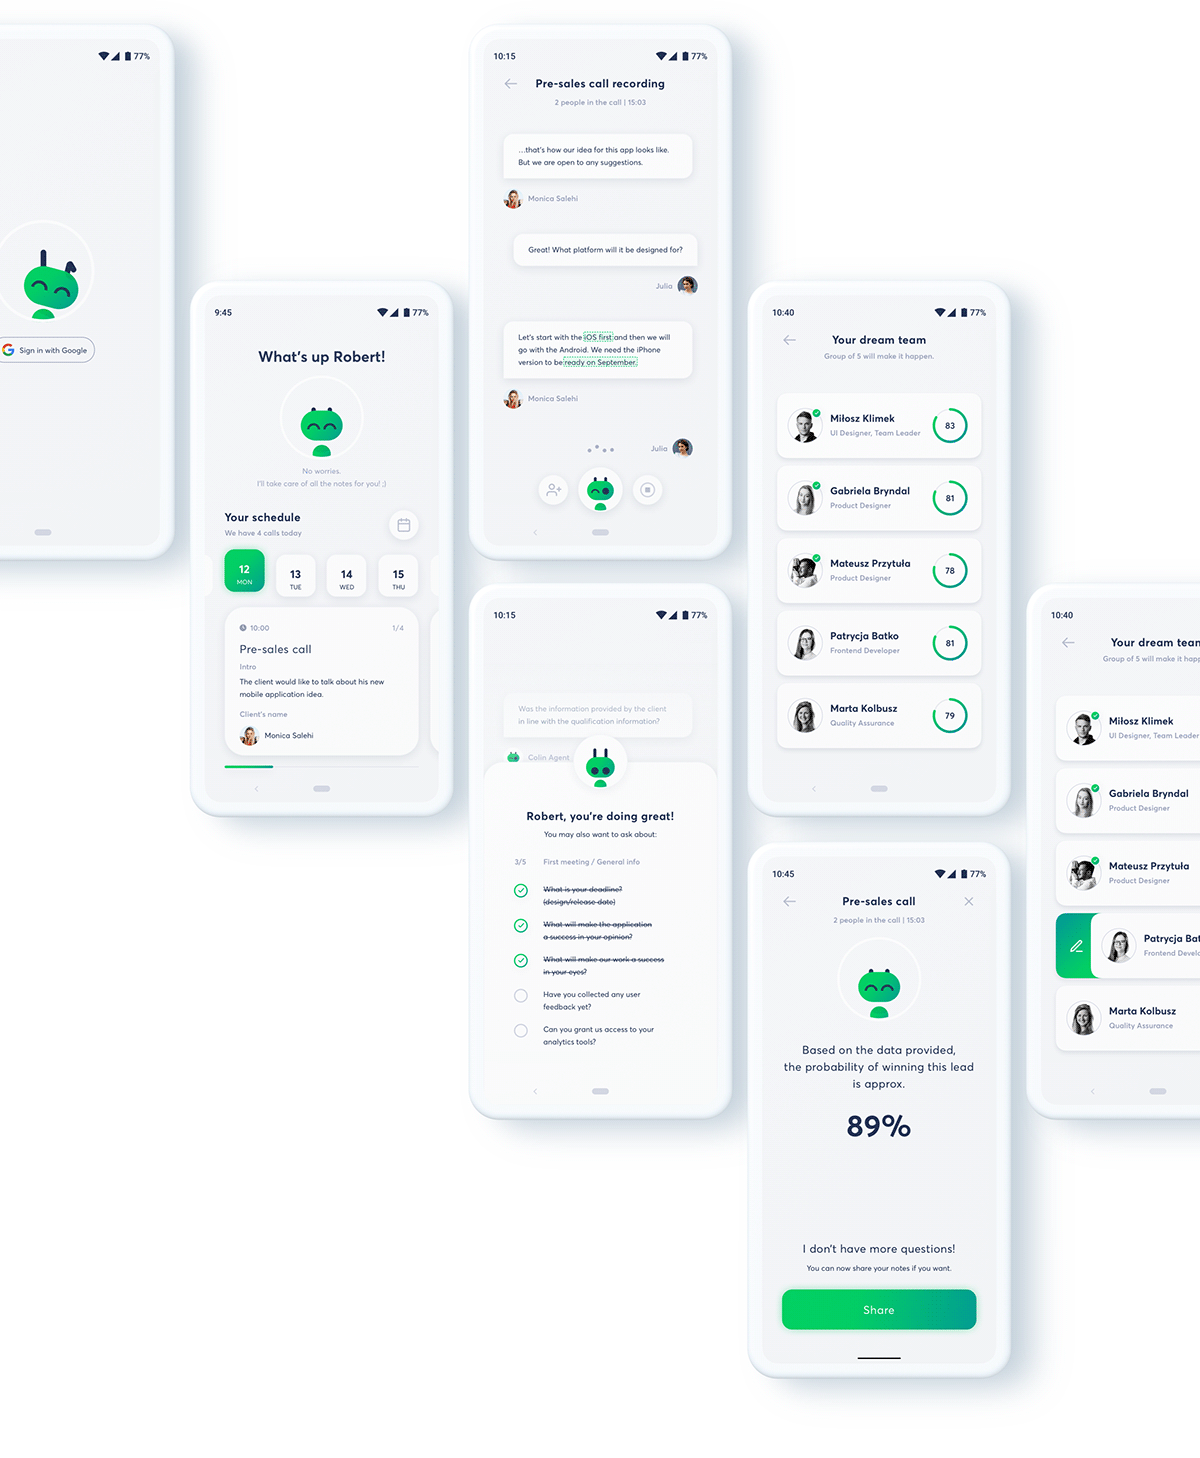 77%
Sign in with Google
9:45
77%
What's up Robert!
No worries.
I'll take care of all the notes for you! ;)
Your schedule
We have 4 calls today
12
MON
13
TUE
14
WED
15
THU
10:00
1/4
Pre-sales call
Intro
The client would like to talk about his new
mobile application idea.
Client's name
Monica Salehi
10:15
77%
Pre-sales call recording
2 people in the call | 15:03
...that's how our idea for this app looks like.
But we are open to any suggestions.
Monica Salehi
Great! What platform will it be designed for?
Julia
Let's start with the iOS first and then we will
go with the Android. We need the iPhone
version to be ready on September.
Monica Salehi
Julia
10:15
77%
Was the information provided by the client
in line with the qualification information?
Colin Agent
Robert, you're doing great!
You may also want to ask about:
3/5
First meeting / General info
What is your deadline?
(design/release date)
What will make the application
a success in your opinion?
What will make our work a success
in your eyes?
Have you collected any user
feedback yet?
Can you grant us access to your
analytics tools?
10:40
77%
Your dream team
Group of 5 will make it happen.
Miłosz Klimek
UI Designer, Team Leader
83
Gabriela Bryndal
Product Designer
81
Mateusz Przytuła
Product Designer
78
Patrycja Batko
Frontend Developer
81
Marta Kolbusz
Quality Assurance
79
10:45
77%
Pre-sales call
2 people in the call | 15:03
Based on the data provided,
the probability of winning this lead
is approx.
89%
I don't have more questions!
You can now share your notes if you want.
Share
10:40
Your dream tean
Group of 5 will make it happ
Miłosz Klimek
UI Designer, Team Leader
Gabriela Bryndal
Product Designer
Mateusz Przytuła
Product Designer
Patrycja Bat
Frontend Develo
Marta Kolbusz
Quality Assurance